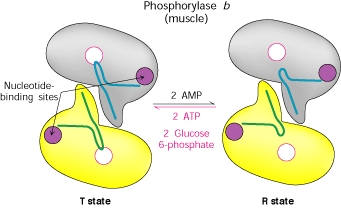 Phosphorylase b
(muscle)
Nucleotide-
binding sites
2 AMP
2 ATP
2 Glucose
6-phosphate
T state
R state